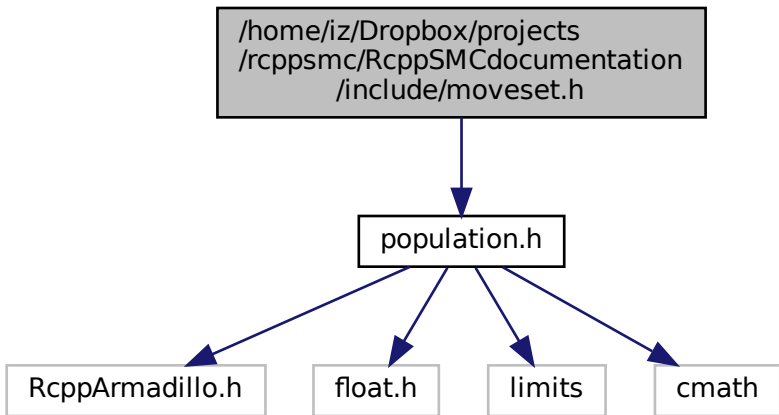 /home/iz/Dropbox/projects
/rcppsmc/RcppSMCdocumentation
/include/moveset.h
population.h
RcppArmadillo.h
float.h
limits
cmath